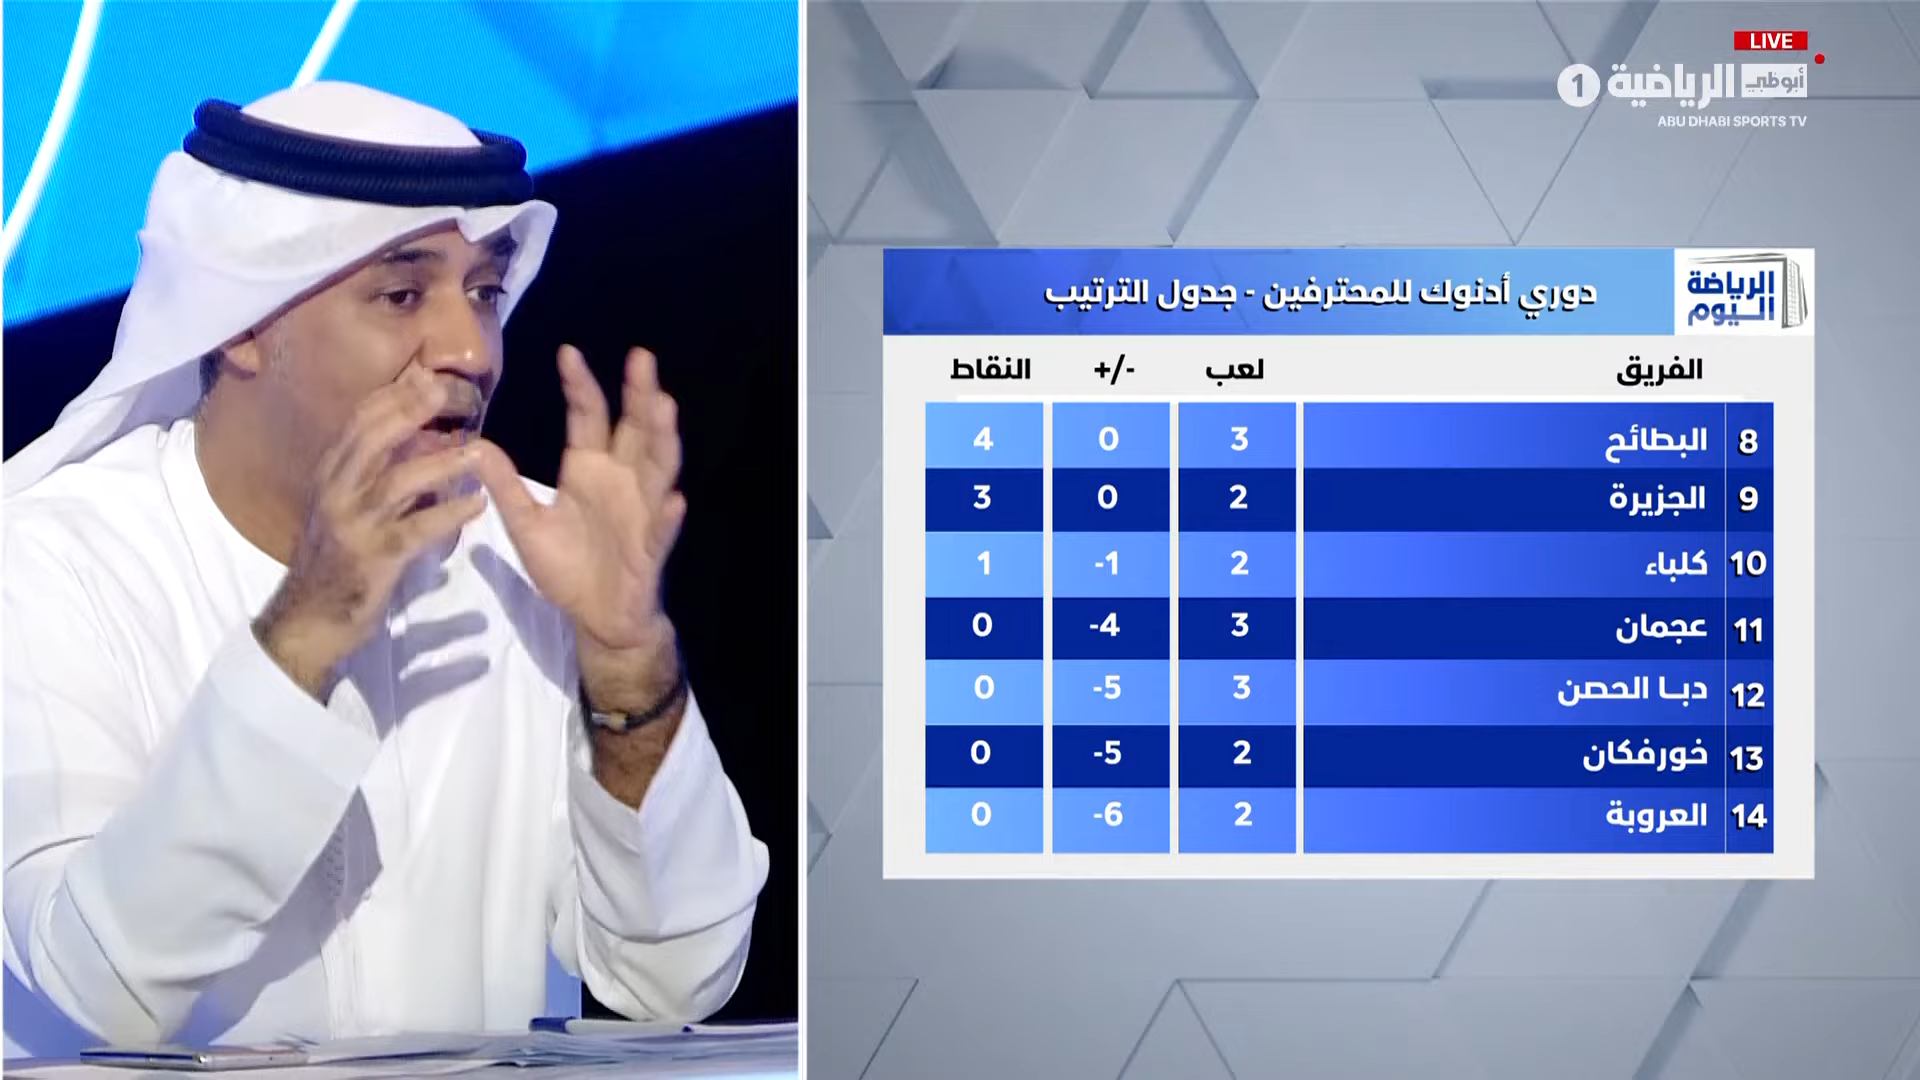 LIVE
أبوظبي الرياضية 1
ABU DHABI SPORTS TV
الرياضة اليوم
دوري أدنوك للمحترفين - جدول الترتيب
الفريق لعب +/- النقاط
8 البطائح 3 0 4
9 الجزيرة 2 0 3
10 كلباء 2 -1 1
11 عجمان 3 -4 0
12 دبا الحصن 3 -5 0
13 خورفكان 2 -5 0
14 العروبة 2 -6 0